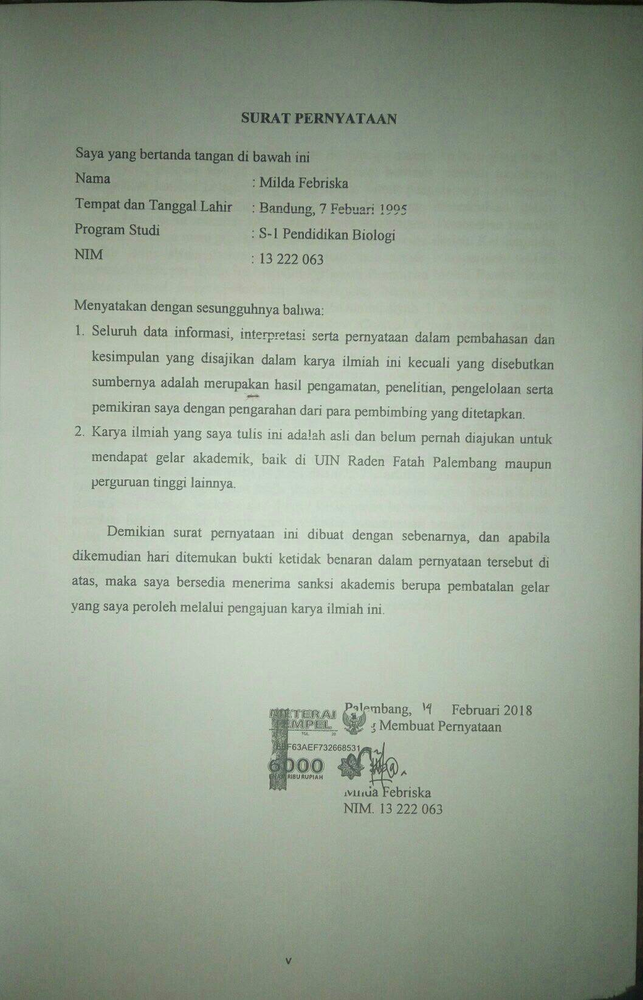 SURAT PERNYATAAN
Saya yang bertanda tangan di bawah ini
Nama : Milda Febriska
Tempat dan Tanggal Lahir : Bandung, 7 Febuari 1995
Program Studi : S-1 Pendidikan Biologi
NIM : 13 222 063
Menyatakan dengan sesungguhnya bahwa:
1. Seluruh data informasi, interpretasi serta pernyataan dalam pembahasan dan
kesimpulan yang disajikan dalam karya ilmiah ini kecuali yang disebutkan
sumbernya adalah merupakan hasil pengamatan, penelitian, pengelolaan serta
pemikiran saya dengan pengarahan dari para pembimbing yang ditetapkan.
2. Karya ilmiah yang saya tulis ini adalah asli dan belum pernah diajukan untuk
mendapat gelar akademik, baik di UIN Raden Fatah Palembang maupun
perguruan tinggi lainnya.
Demikian surat pernyataan ini dibuat dengan sebenarnya, dan apabila
dikemudian hari ditemukan bukti ketidak benaran dalam pernyataan tersebut di
atas, maka saya bersedia menerima sanksi akademis berupa pembatalan gelar
yang saya peroleh melalui pengajuan karya ilmiah ini.
Palembang, 14 Februari 2018
Membuat Pernyataan
METERAI
TEMPEL
TGL. 20
F63AEF732668531
6000
ENAM RIBU RUPIAH
Milda Febriska
NIM. 13 222 063
v